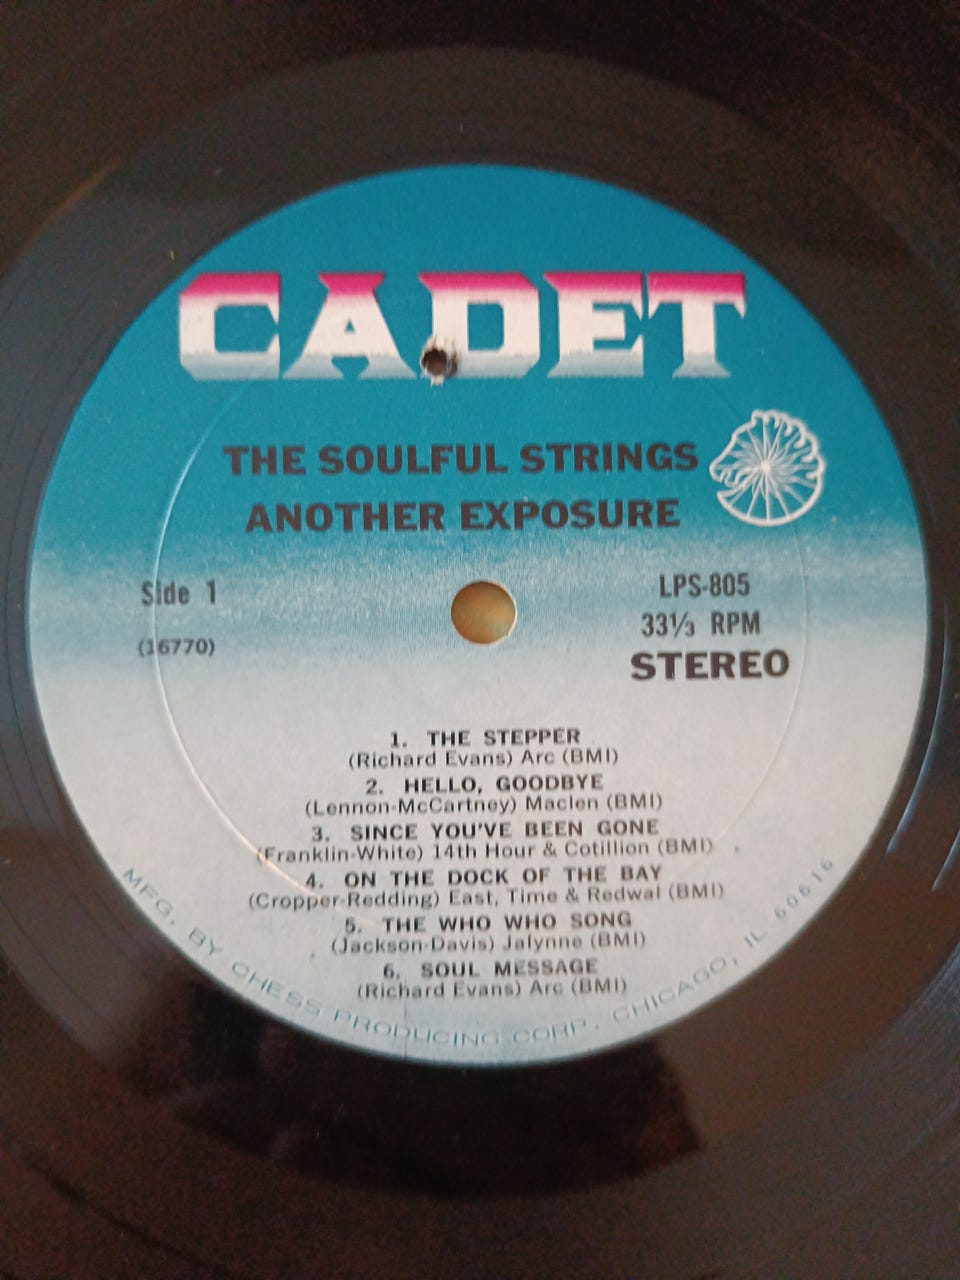 CADET
THE SOULFUL STRINGS
ANOTHER EXPOSURE
Side 1
(16770)
LPS-805
33⅓ RPM
STEREO
1. THE STEPPER
(Richard Evans) Arc (BMI)
2. HELLO, GOODBYE
(Lennon-McCartney) Maclen (BMI)
3. SINCE YOU'VE BEEN GONE
(Franklin-White) 14th Hour & Cotillion (BMI)
4. ON THE DOCK OF THE BAY
(Cropper-Redding) East, Time & Redwal (BMI)
5. THE WHO WHO SONG
(Jackson-Davis) Jalynne (BMI)
6. SOUL MESSAGE
(Richard Evans) Arc (BMI)
MFG. BY CHESS PRODUCING CORP. CHICAGO, IL 60616